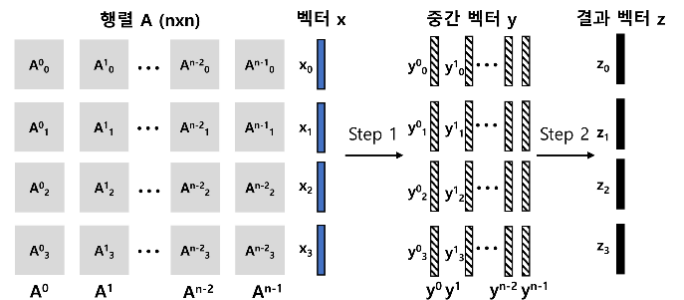 행렬 A (nxn) 벡터 x 중간 벡터 y 결과 벡터 z
A⁰₀ A¹₀ ••• Aⁿ⁻²₀ Aⁿ⁻¹₀ x₀ y⁰₀ y¹₀ ••• z₀
A⁰₁ A¹₁ ••• Aⁿ⁻²₁ Aⁿ⁻¹₁ x₁ Step 1 y⁰₁ y¹₁ ••• Step 2 z₁
A⁰₂ A¹₂ ••• Aⁿ⁻²₂ Aⁿ⁻¹₂ x₂ y⁰₂ y¹₂ ••• z₂
A⁰₃ A¹₃ ••• Aⁿ⁻²₃ Aⁿ⁻¹₃ x₃ y⁰₃ y¹₃ ••• z₃
A⁰ A¹ Aⁿ⁻² Aⁿ⁻¹ y⁰ y¹ yⁿ⁻² yⁿ⁻¹